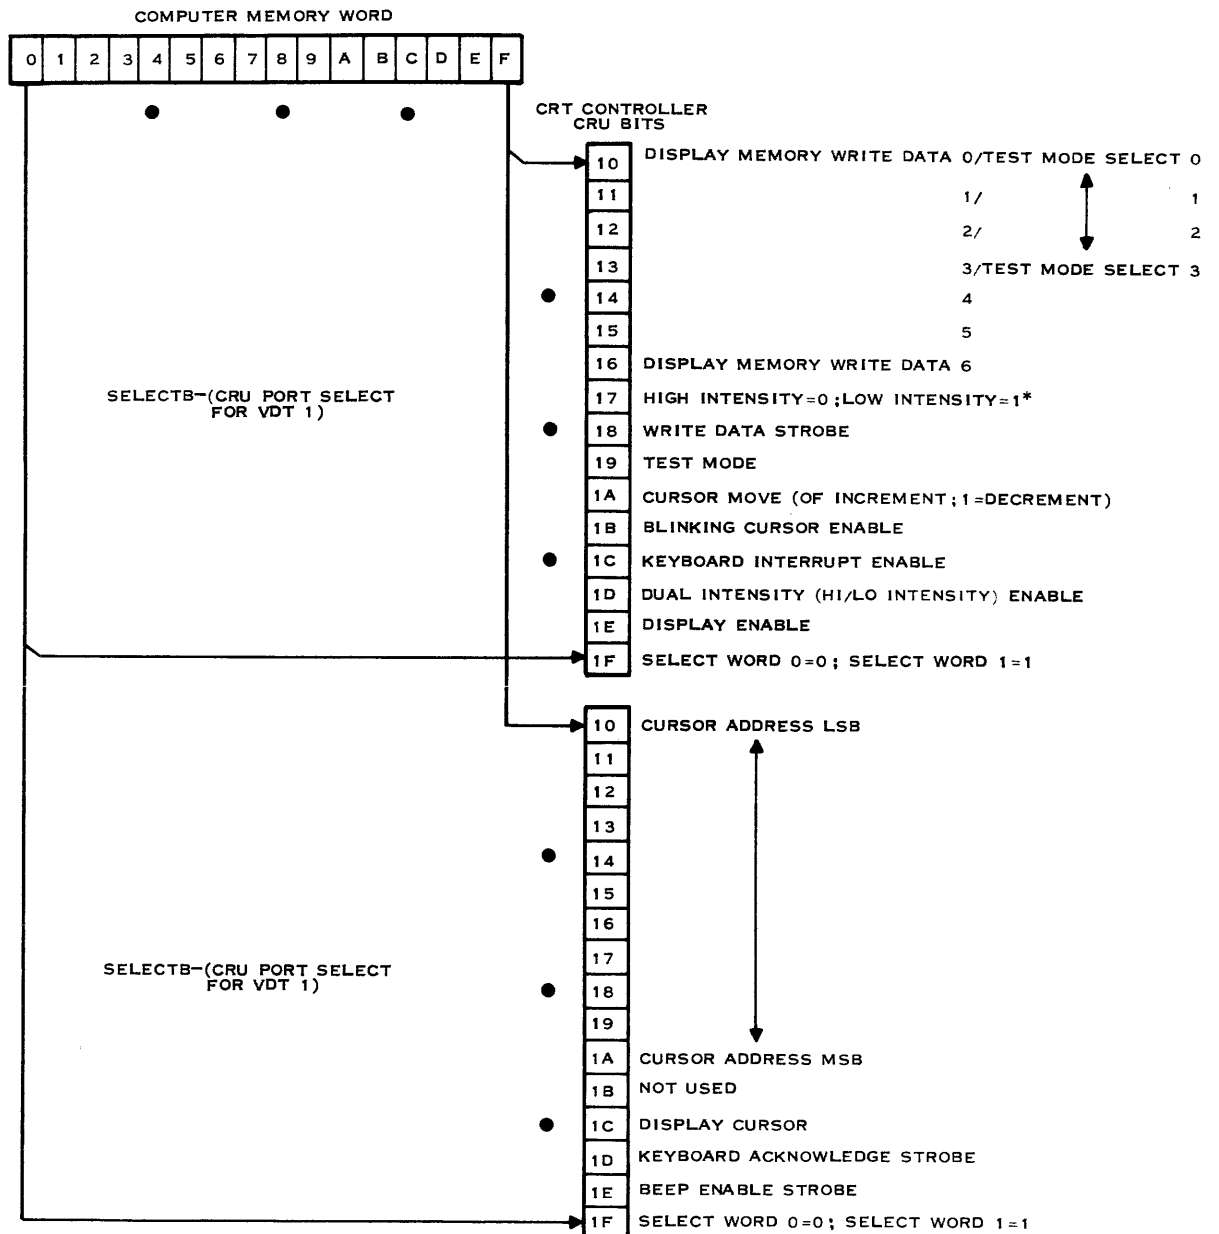 COMPUTER MEMORY WORD
0 1 2 3 4 5 6 7 8 9 A B C D E F
CRT CONTROLLER
CRU BITS
10 DISPLAY MEMORY WRITE DATA 0/TEST MODE SELECT 0
11 1/ 1
12 2/ 2
13 3/TEST MODE SELECT 3
14 4
15 5
16 DISPLAY MEMORY WRITE DATA 6
SELECTB-(CRU PORT SELECT
FOR VDT 1)
17 HIGH INTENSITY=0;LOW INTENSITY=1*
18 WRITE DATA STROBE
19 TEST MODE
1A CURSOR MOVE (OF INCREMENT;1=DECREMENT)
1B BLINKING CURSOR ENABLE
1C KEYBOARD INTERRUPT ENABLE
1D DUAL INTENSITY (HI/LO INTENSITY) ENABLE
1E DISPLAY ENABLE
1F SELECT WORD 0=0; SELECT WORD 1=1
10 CURSOR ADDRESS LSB
11
12
13
14
15
16
17
SELECTB-(CRU PORT SELECT
FOR VDT 1)
18
19
1A CURSOR ADDRESS MSB
1B NOT USED
1C DISPLAY CURSOR
1D KEYBOARD ACKNOWLEDGE STROBE
1E BEEP ENABLE STROBE
1F SELECT WORD 0=0; SELECT WORD 1=1